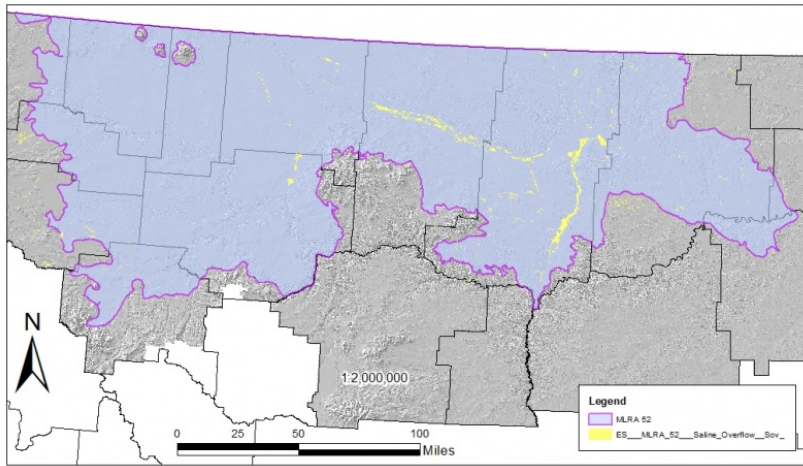 N
1:2,000,000
0 25 50 100
Miles
Legend
MLRA 52
ES___MLRA_52___Saline_Overflow__Sov_